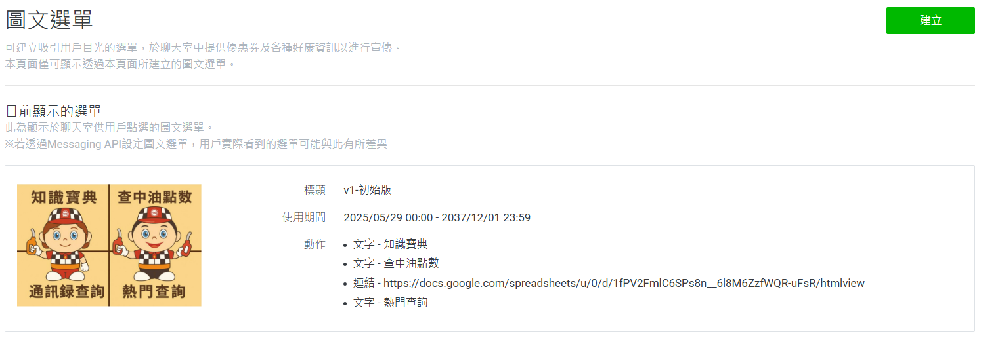 圖文選單
建立
可建立吸引用戶目光的選單，於聊天室中提供優惠券及各種好康資訊以進行宣傳。
本頁面僅可顯示透過本頁面所建立的圖文選單。
目前顯示的選單
此為顯示於聊天室供用戶點選的圖文選單。
※若透過Messaging API設定圖文選單，用戶實際看到的選單可能與此有所差異
知識寶典
查中油點數
通訊録查詢
熱門查詢
標題 v1-初始版
使用期間 2025/05/29 00:00 - 2037/12/01 23:59
動作
• 文字 - 知識寶典
• 文字 - 查中油點數
• 連結 - https://docs.google.com/spreadsheets/u/0/d/1fPV2FmlC6SPs8n__6l8M6ZzfWQR-uFsR/htmlview
• 文字 - 熱門查詢